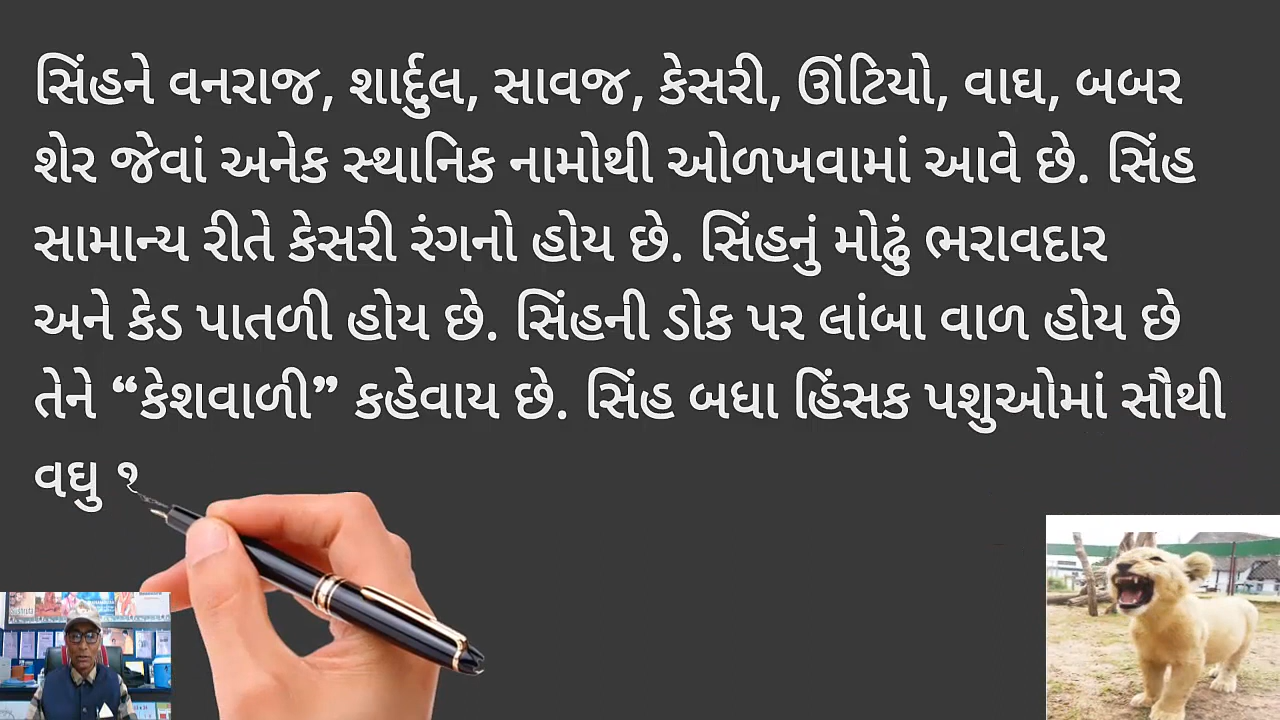 સિંહને વનરાજ, શાર્દુલ, સાવજ, કેસરી, ઊંટિયો, વાઘ, બબર
શેર જેવાં અનેક સ્થાનિક નામોથી ઓળખવામાં આવે છે. સિંહ
સામાન્ય રીતે કેસરી રંગનો હોય છે. સિંહનું મોઢું ભરાવદાર
અને કેડ પાતળી હોય છે. સિંહની ડોક પર લાંબા વાળ હોય છે
તેને “કેશવાળી” કહેવાય છે. સિંહ બધા હિંસક પશુઓમાં સૌથી
વઘુ